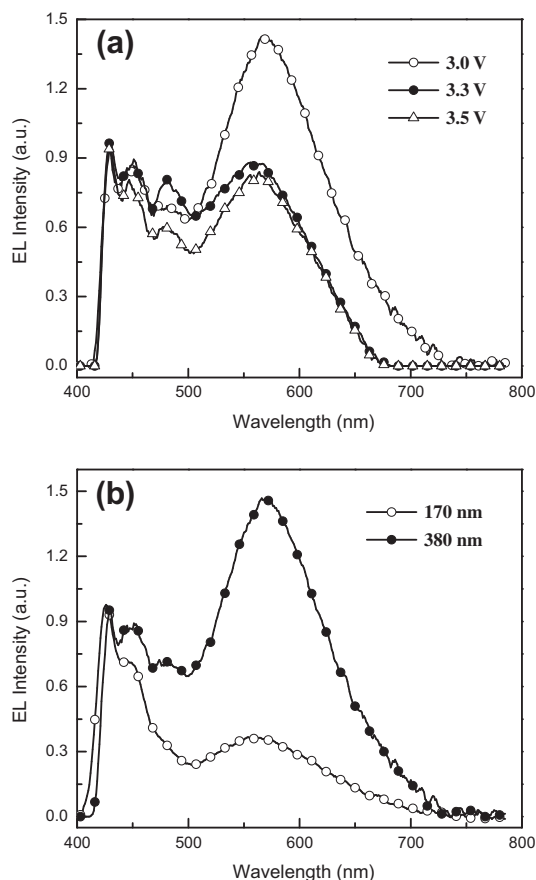 (a)
3.0 V
3.3 V
3.5 V
EL Intensity (a.u.)
1.5
1.2
0.9
0.6
0.3
0.0
400 500 600 700 800
Wavelength (nm)
(b)
170 nm
380 nm
EL Intensity (a.u.)
1.5
1.2
0.9
0.6
0.3
0.0
400 500 600 700 800
Wavelength (nm)